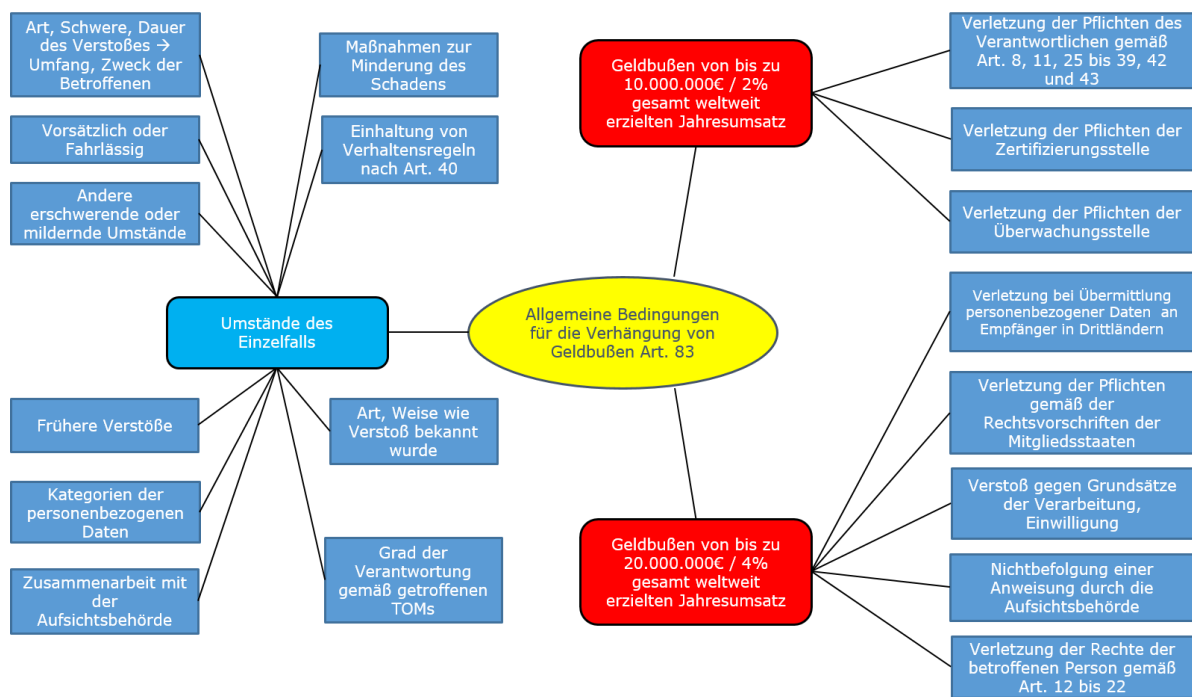 Art, Schwere, Dauer
des Verstoßes →
Umfang, Zweck der
Betroffenen
Vorsätzlich oder
Fahrlässig
Andere
erschwerende oder
mildernde Umstände
Maßnahmen zur
Minderung des
Schadens
Einhaltung von
Verhaltensregeln
nach Art. 40
Umstände des
Einzelfalls
Frühere Verstöße
Kategorien der
personenbezogenen
Daten
Zusammenarbeit mit
der
Aufsichtsbehörde
Art, Weise wie
Verstoß bekannt
wurde
Grad der
Verantwortung
gemäß getroffenen
TOMs
Allgemeine Bedingungen
für die Verhängung von
Geldbußen Art. 83
Geldbußen von bis zu
10.000.000€ / 2%
gesamt weltweit
erzielten Jahresumsatz
Verletzung der Pflichten des
Verantwortlichen gemäß
Art. 8, 11, 25 bis 39, 42
und 43
Verletzung der Pflichten der
Zertifizierungsstelle
Verletzung der Pflichten der
Überwachungsstelle
Geldbußen von bis zu
20.000.000€ / 4%
gesamt weltweit
erzielten Jahresumsatz
Verletzung bei Übermittlung
personenbezogener Daten an
Empfänger in Drittländern
Verletzung der Pflichten
gemäß der
Rechtsvorschriften der
Mitgliedsstaaten
Verstoß gegen Grundsätze
der Verarbeitung,
Einwilligung
Nichtbefolgung einer
Anweisung durch die
Aufsichtsbehörde
Verletzung der Rechte der
betroffenen Person gemäß
Art. 12 bis 22